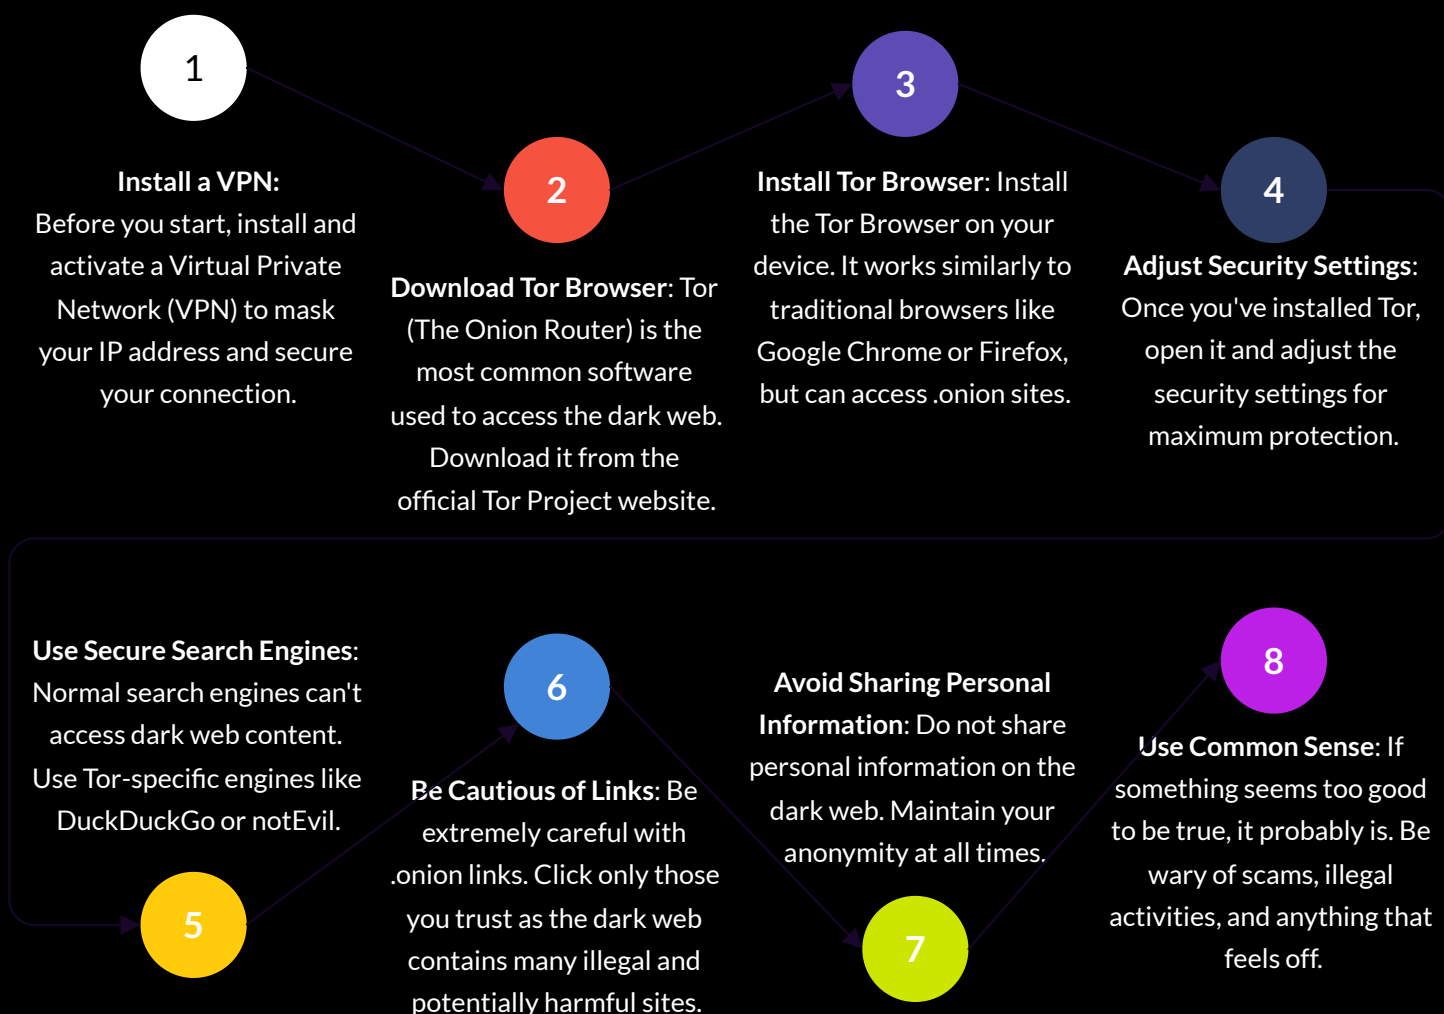 1
Install a VPN:
Before you start, install and
activate a Virtual Private
Network (VPN) to mask
your IP address and secure
your connection.
2
Download Tor Browser: Tor
(The Onion Router) is the
most common software
used to access the dark web.
Download it from the
official Tor Project website.
3
Install Tor Browser: Install
the Tor Browser on your
device. It works similarly to
traditional browsers like
Google Chrome or Firefox,
but can access .onion sites.
4
Adjust Security Settings:
Once you've installed Tor,
open it and adjust the
security settings for
maximum protection.
Use Secure Search Engines:
Normal search engines can't
access dark web content.
Use Tor-specific engines like
DuckDuckGo or notEvil.
5
6
Be Cautious of Links: Be
extremely careful with
.onion links. Click only those
you trust as the dark web
contains many illegal and
potentially harmful sites.
Avoid Sharing Personal
Information: Do not share
personal information on the
dark web. Maintain your
anonymity at all times.
7
8
Use Common Sense: If
something seems too good
to be true, it probably is. Be
wary of scams, illegal
activities, and anything that
feels off.